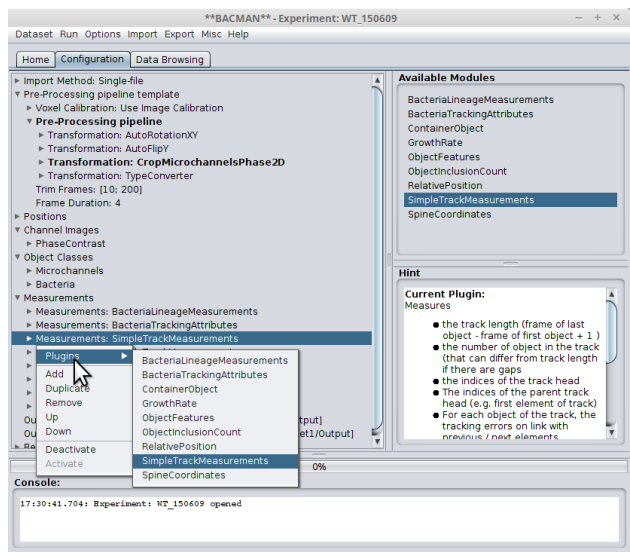 **BACMAN** - Experiment: WT_150609
Dataset Run Options Import Export Misc Help
Home Configuration Data Browsing
Import Method: Single-file
Pre-Processing pipeline template
Voxel Calibration: Use Image Calibration
Pre-Processing pipeline
Transformation: AutoRotationXY
Transformation: AutoFlipY
Transformation: CropMicrochannelsPhase2D
Transformation: TypeConverter
Trim Frames: [10; 200]
Frame Duration: 4
Positions
Channel Images
PhaseContrast
Object Classes
Microchannels
Bacteria
Measurements
Measurements: BacteriaLineageMeasurements
Measurements: BacteriaTrackingAttributes
Measurements: SimpleTrackMeasurements
Plugins
Add
Duplicate
Remove
Up
Down
Deactivate
Activate
BacteriaLineageMeasurements
BacteriaTrackingAttributes
ContainerObject
GrowthRate
ObjectFeatures
ObjectInclusionCount
RelativePosition
SimpleTrackMeasurements
SpineCoordinates
Ou
tput]
Ou
et1/Output]
Available Modules
BacteriaLineageMeasurements
BacteriaTrackingAttributes
ContainerObject
GrowthRate
ObjectFeatures
ObjectInclusionCount
RelativePosition
SimpleTrackMeasurements
SpineCoordinates
Hint
Current Plugin:
Measures
the track length (frame of last
object - frame of first object + 1 )
the number of object in the track
(that can differ from track length
if there are gaps
the indices of the track head
The indices of the parent track
head (e.g. first element of track)
For each object of the track, the
tracking errors on link with
previous / next elements
0%
Console:
17:30:41.704: Experiment: WT_150609 opened